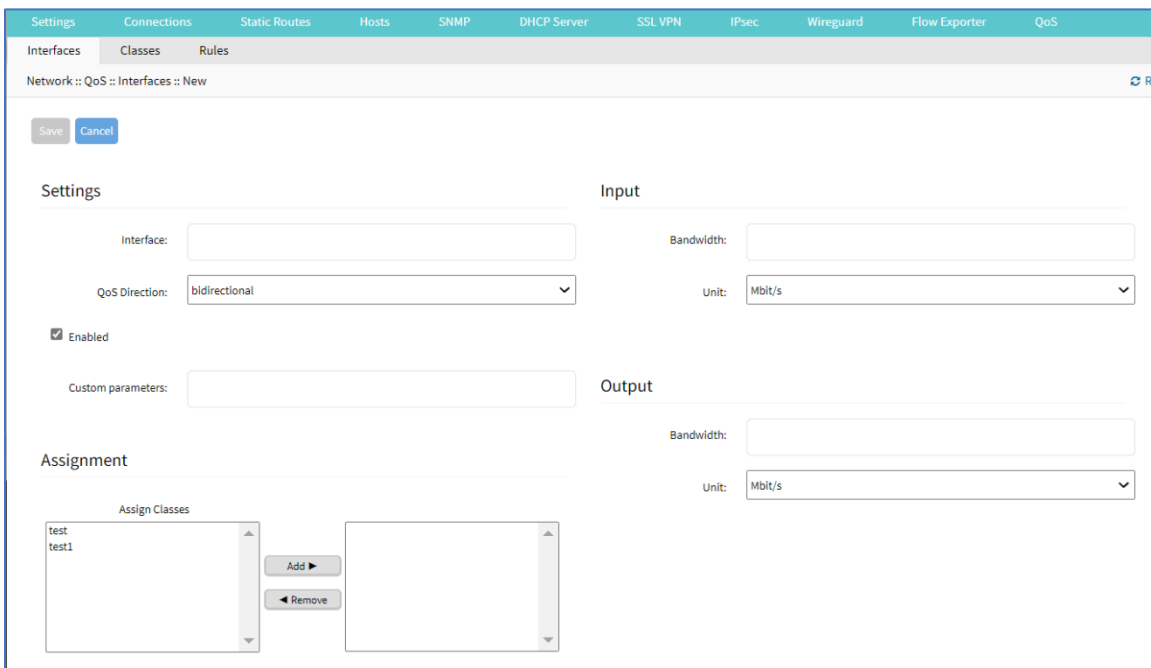 Settings Connections Static Routes Hosts SNMP DHCP Server SSL VPN IPsec Wireguard Flow Exporter QoS
Interfaces Classes Rules
Network :: QoS :: Interfaces :: New
R
Save Cancel
Settings
Interface:
QoS Direction: bidirectional
Enabled
Custom parameters:
Assignment
Assign Classes
test
test1
Add ►
◄ Remove
Input
Bandwidth:
Unit: Mbit/s
Output
Bandwidth:
Unit: Mbit/s